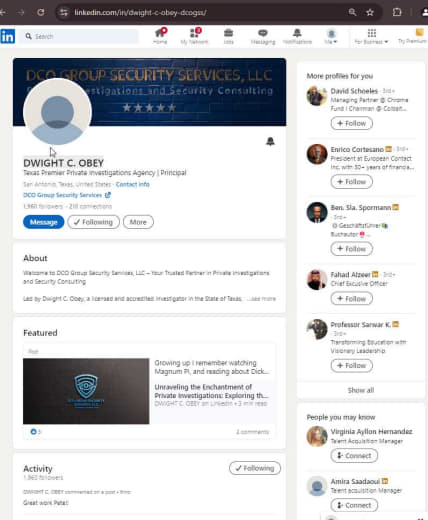 linkedin.com/in/dwight-c-obey-dcogss/
in
Search
Home
My Network
Jobs
Messaging
Notifications
Me
For Business
Try Premium
DCO GROUP SECURITY SERVICES, LLC
Investigations and Security Consulting
DWIGHT C. OBEY
Texas Premier Private Investigations Agency | Principal
San Antonio, Texas, United States · Contact info
DCO Group Security Services
1,960 followers · 210 connections
Message
Following
More
About
Welcome to DCO Group Security Services, LLC – Your Trusted Partner in Private Investigations
and Security Consulting
Led by Dwight C. Obey, a licensed and accredited investigator in the State of Texas, ...see more
Featured
Post
Growing up I remember watching
Magnum PI, and reading about Dick...
Unraveling the Enchantment of
Private Investigations: Exploring th...
DWIGHT C. OBEY on LinkedIn • 3 min read
3
2 comments
Activity
1,960 followers
Following
DWIGHT C. OBEY commented on a post •
Great work Pete!!
More profiles for you
David Schoeles · 3rd+
Managing Partner @ Chrome
Fund I Chairman @
+ Follow
Enrico Cortesano in · 3rd+
President at European Contact
Inc. with 30+ years of financia...
+ Follow
Ben. Sla. Spormann in
· 3rd+
Geschäftsführer
Buchautor
+ Follow
Fahad Alzeer in · 3rd+
Chief Executive Officer
+ Follow
Professor Sarwar K. in
· 3rd+
Transforming Education with
Visionary Leadership
+ Follow
Show all
People you may know
Virginia Ayllon Hernandez
Talent Acquisition Manager
Connect
Amira Saadaoui in
Talent acquisition Manager
Connect